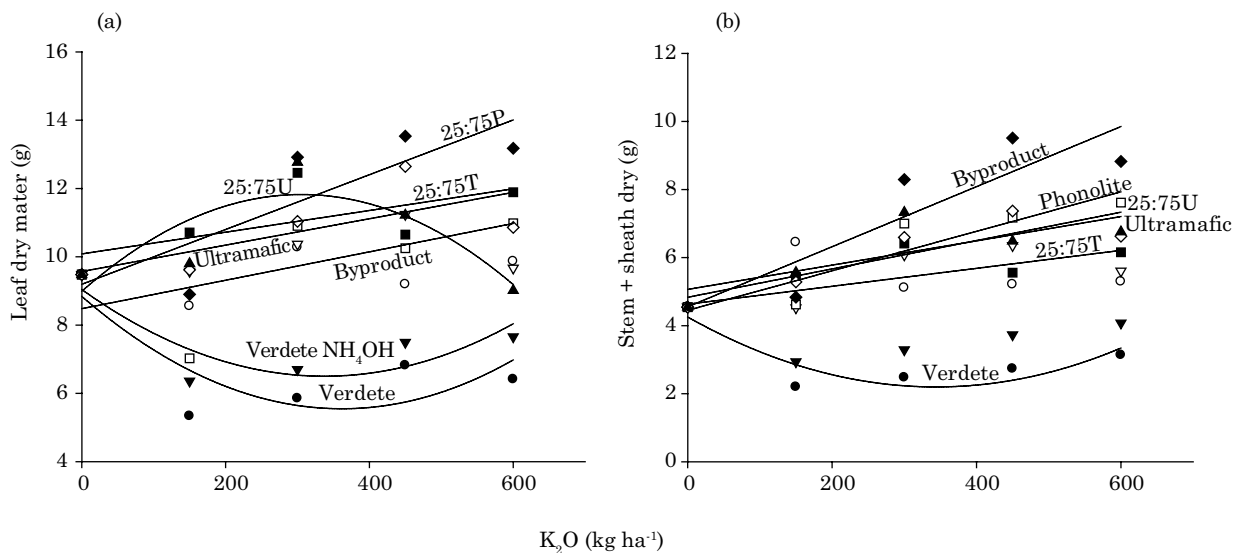 (a)
16
14
12
10
8
6
4
0
200
400
600
Leaf dry mater (g)
25:75P
25:75U
25:75T
Ultramafic
Byproduct
Verdete NH₄OH
Verdete
(b)
12
10
8
6
4
2
0
0
200
400
600
Stem + sheath dry (g)
Byproduct
Phonolite
25:75U
Ultramafic
25:75T
Verdete
K₂O (kg ha⁻¹)